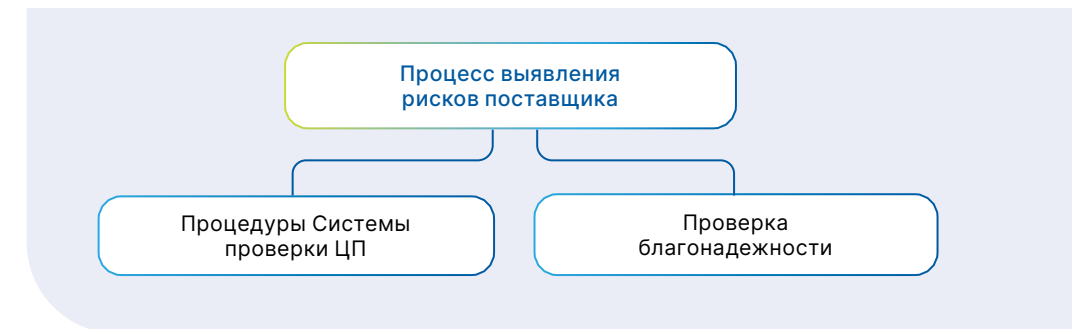 Процесс выявления
рисков поставщика
Процедуры Системы
проверки ЦП
Проверка
благонадежности